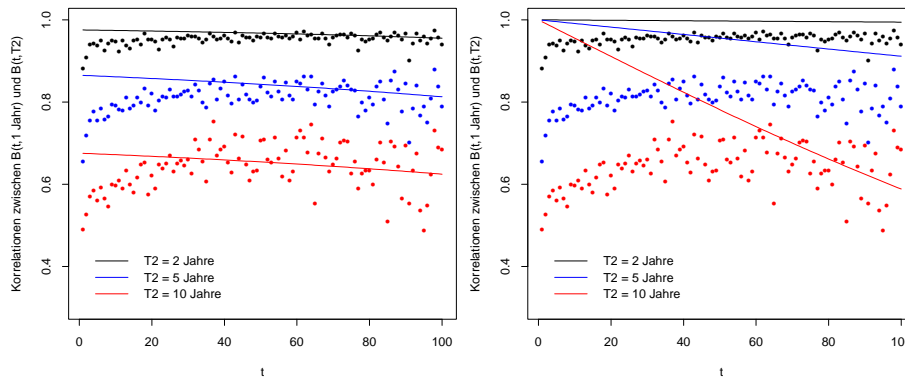 Korrelationen zwischen B(t, 1 Jahr) und B(t,T2)
1.0
0.8
0.6
0.4
T2 = 2 Jahre
T2 = 5 Jahre
T2 = 10 Jahre
0 20 40 60 80 100
t
Korrelationen zwischen B(t, 1 Jahr) und B(t,T2)
1.0
0.8
0.6
0.4
T2 = 2 Jahre
T2 = 5 Jahre
T2 = 10 Jahre
0 20 40 60 80 100
t